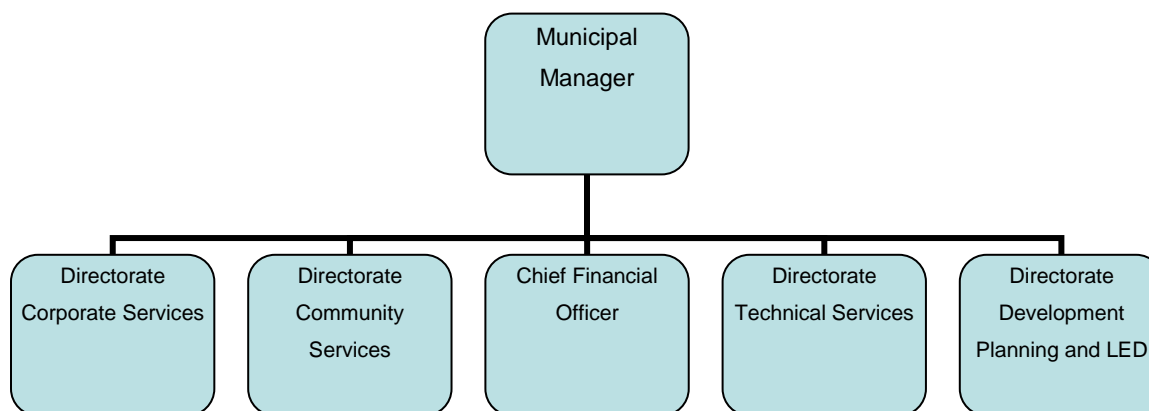 Municipal
Manager
Directorate
Corporate Services
Directorate
Community
Services
Chief Financial
Officer
Directorate
Technical Services
Directorate
Development
Planning and LED